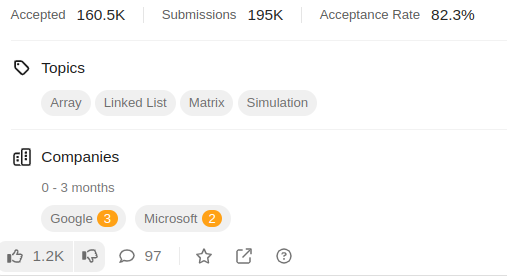 Accepted 160.5K Submissions 195K Acceptance Rate 82.3%
Topics
Array Linked List Matrix Simulation
Companies
0 - 3 months
Google 3 Microsoft 2
1.2K 97